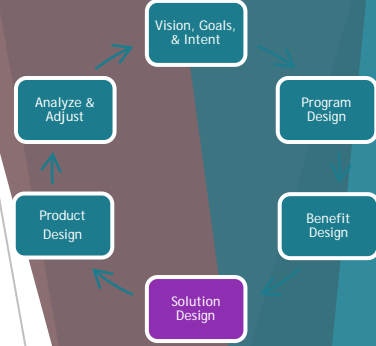 Vision, Goals,
& Intent
Program
Design
Benefit
Design
Solution
Design
Product
Design
Analyze &
Adjust